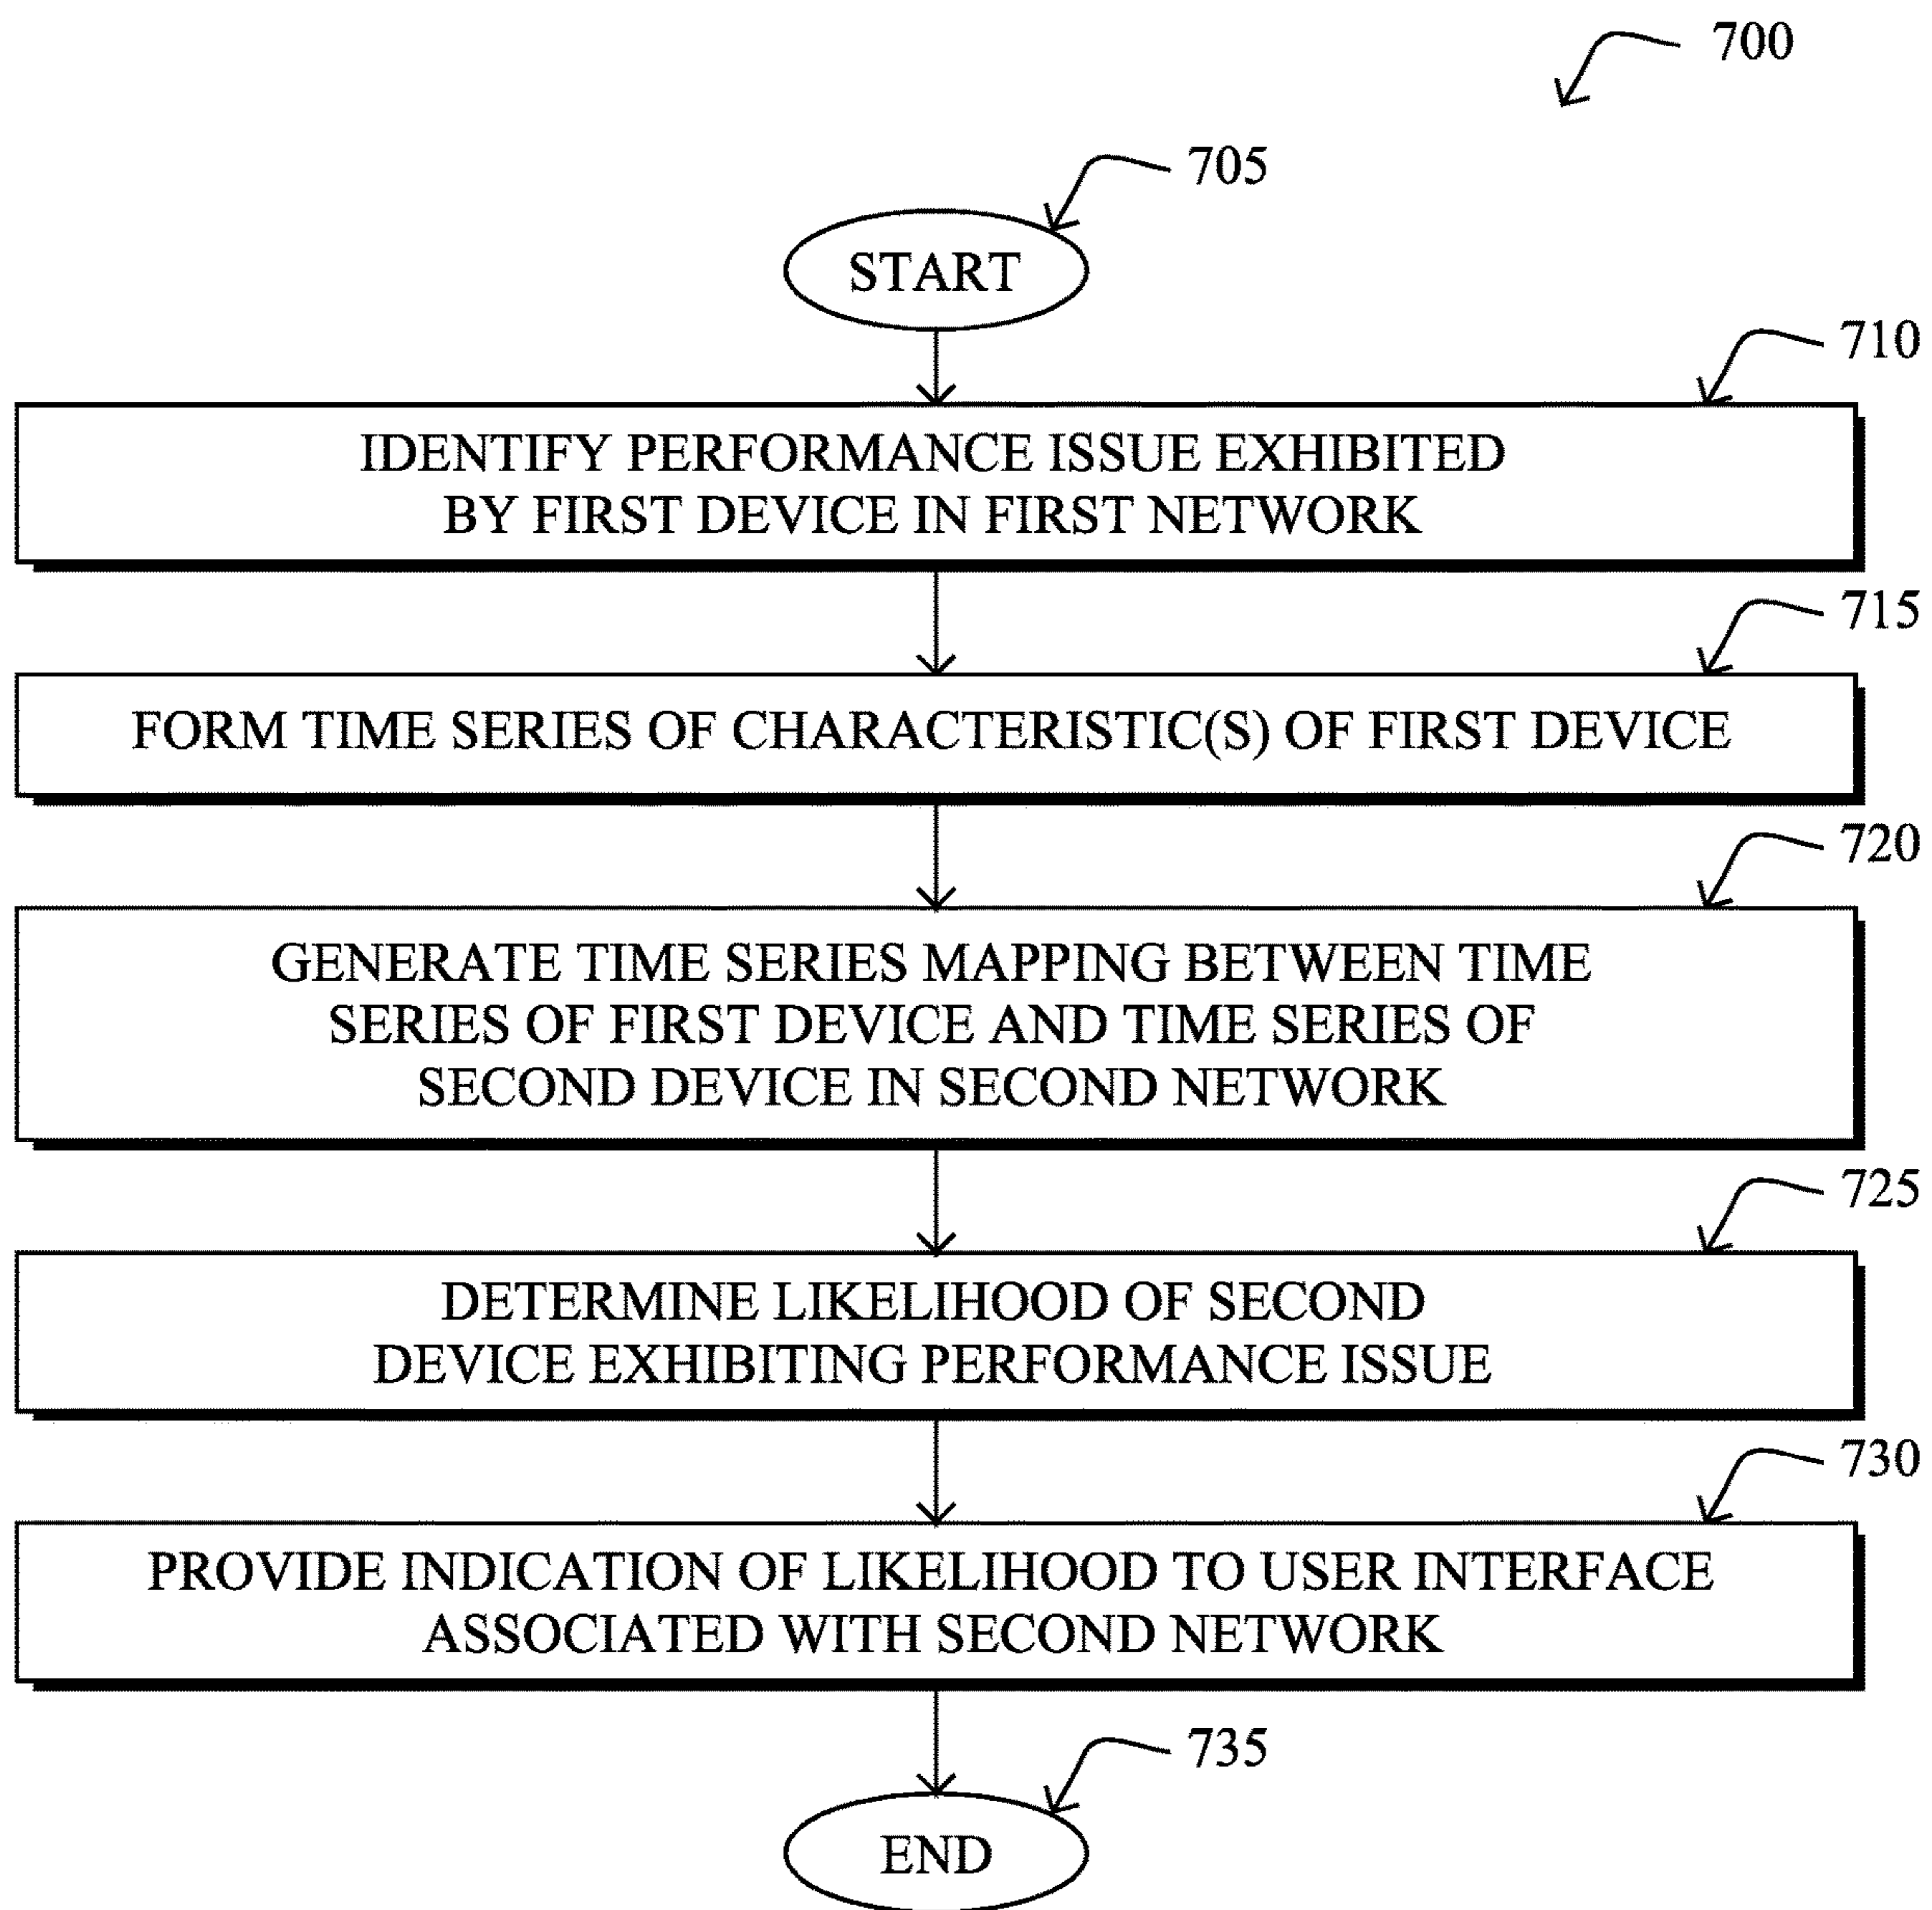 700
705
START
710
IDENTIFY PERFORMANCE ISSUE EXHIBITED
BY FIRST DEVICE IN FIRST NETWORK
715
FORM TIME SERIES OF CHARACTERISTIC(S) OF FIRST DEVICE
720
GENERATE TIME SERIES MAPPING BETWEEN TIME
SERIES OF FIRST DEVICE AND TIME SERIES OF
SECOND DEVICE IN SECOND NETWORK
725
DETERMINE LIKELIHOOD OF SECOND
DEVICE EXHIBITING PERFORMANCE ISSUE
730
PROVIDE INDICATION OF LIKELIHOOD TO USER INTERFACE
ASSOCIATED WITH SECOND NETWORK
735
END